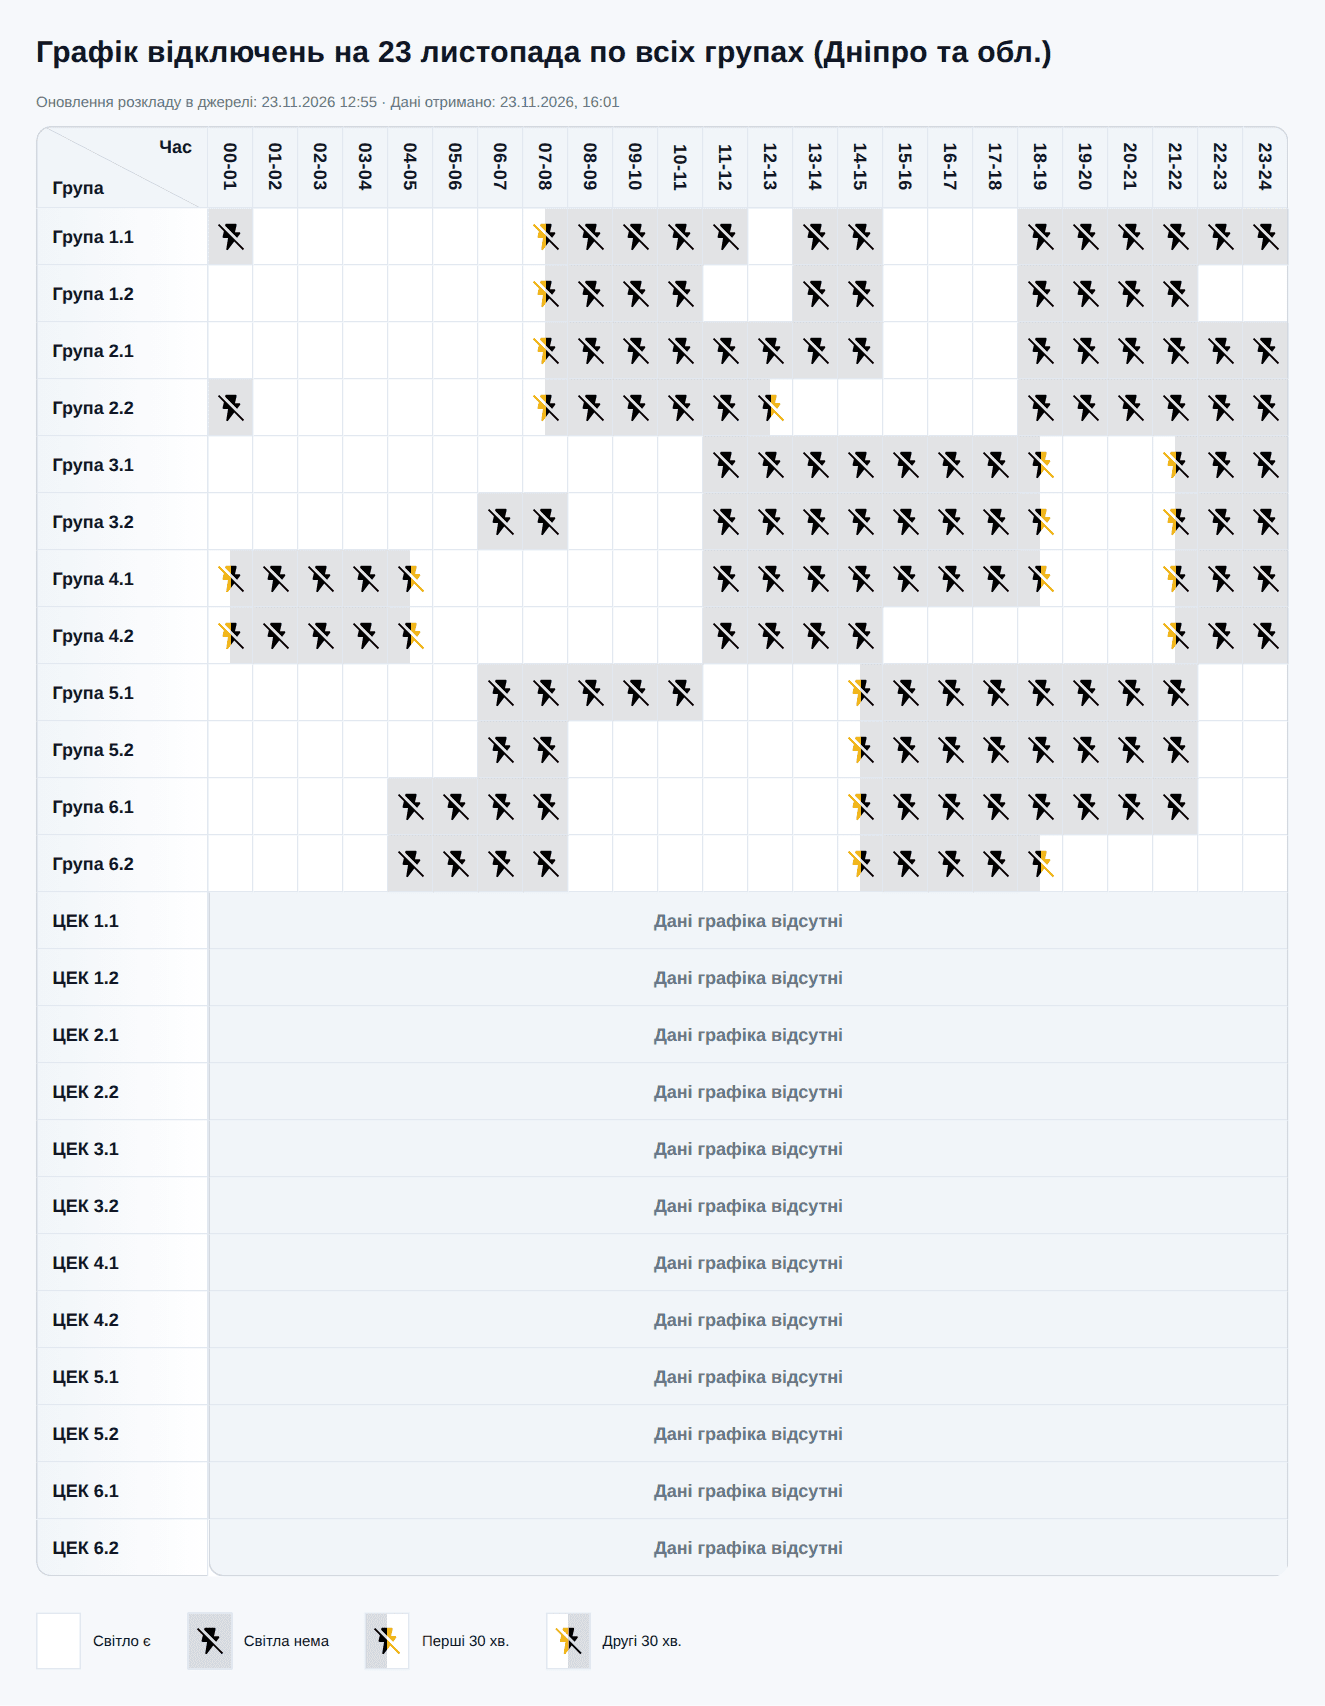 Графік відключень на 23 листопада по всіх групах (Дніпро та обл.)
Оновлення розкладу в джерелі: 23.11.2026 12:55 · Дані отримано: 23.11.2026, 16:01
Час
Група
00-01 01-02 02-03 03-04 04-05 05-06 06-07 07-08 08-09 09-10 10-11 11-12 12-13 13-14 14-15 15-16 16-17 17-18 18-19 19-20 20-21 21-22 22-23 23-24
Група 1.1
Група 1.2
Група 2.1
Група 2.2
Група 3.1
Група 3.2
Група 4.1
Група 4.2
Група 5.1
Група 5.2
Група 6.1
Група 6.2
ЦЕК 1.1 Дані графіка відсутні
ЦЕК 1.2 Дані графіка відсутні
ЦЕК 2.1 Дані графіка відсутні
ЦЕК 2.2 Дані графіка відсутні
ЦЕК 3.1 Дані графіка відсутні
ЦЕК 3.2 Дані графіка відсутні
ЦЕК 4.1 Дані графіка відсутні
ЦЕК 4.2 Дані графіка відсутні
ЦЕК 5.1 Дані графіка відсутні
ЦЕК 5.2 Дані графіка відсутні
ЦЕК 6.1 Дані графіка відсутні
ЦЕК 6.2 Дані графіка відсутні
Світло є Світла нема Перші 30 хв. Другі 30 хв.